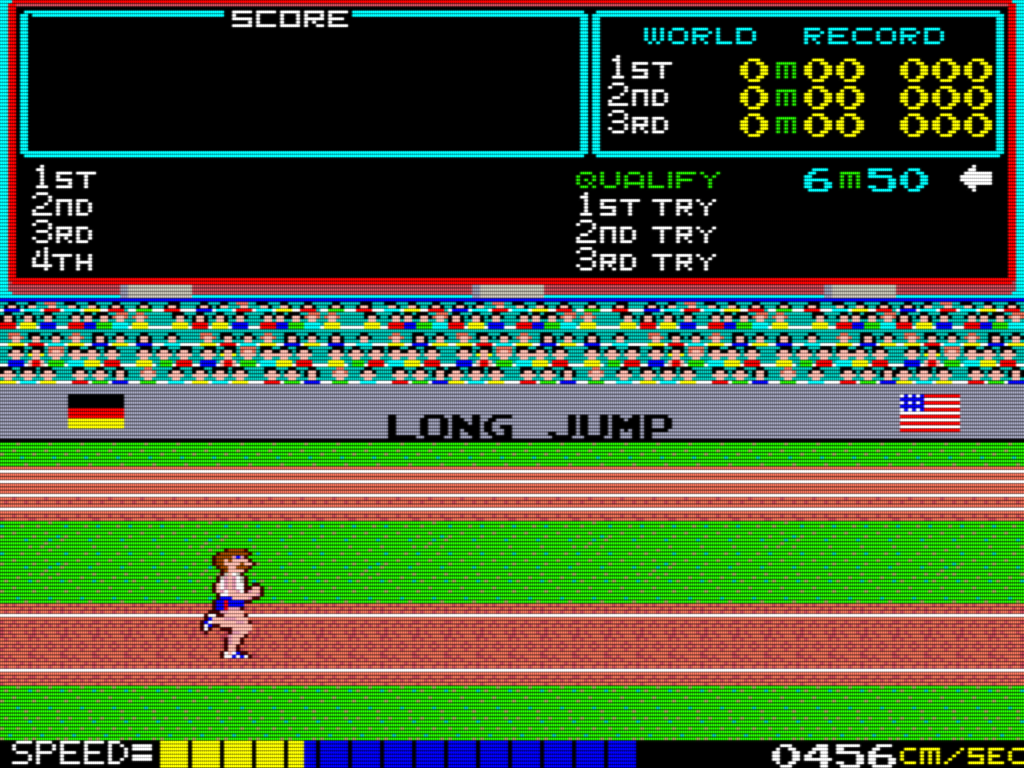 SCORE
WORLD RECORD
1ST 0m00 000
2ND 0m00 000
3RD 0m00 000
1ST
2ND
3RD
4TH
QUALIFY 6m50
1ST TRY
2ND TRY
3RD TRY
LONG JUMP
SPEED= 0456CM/SEC